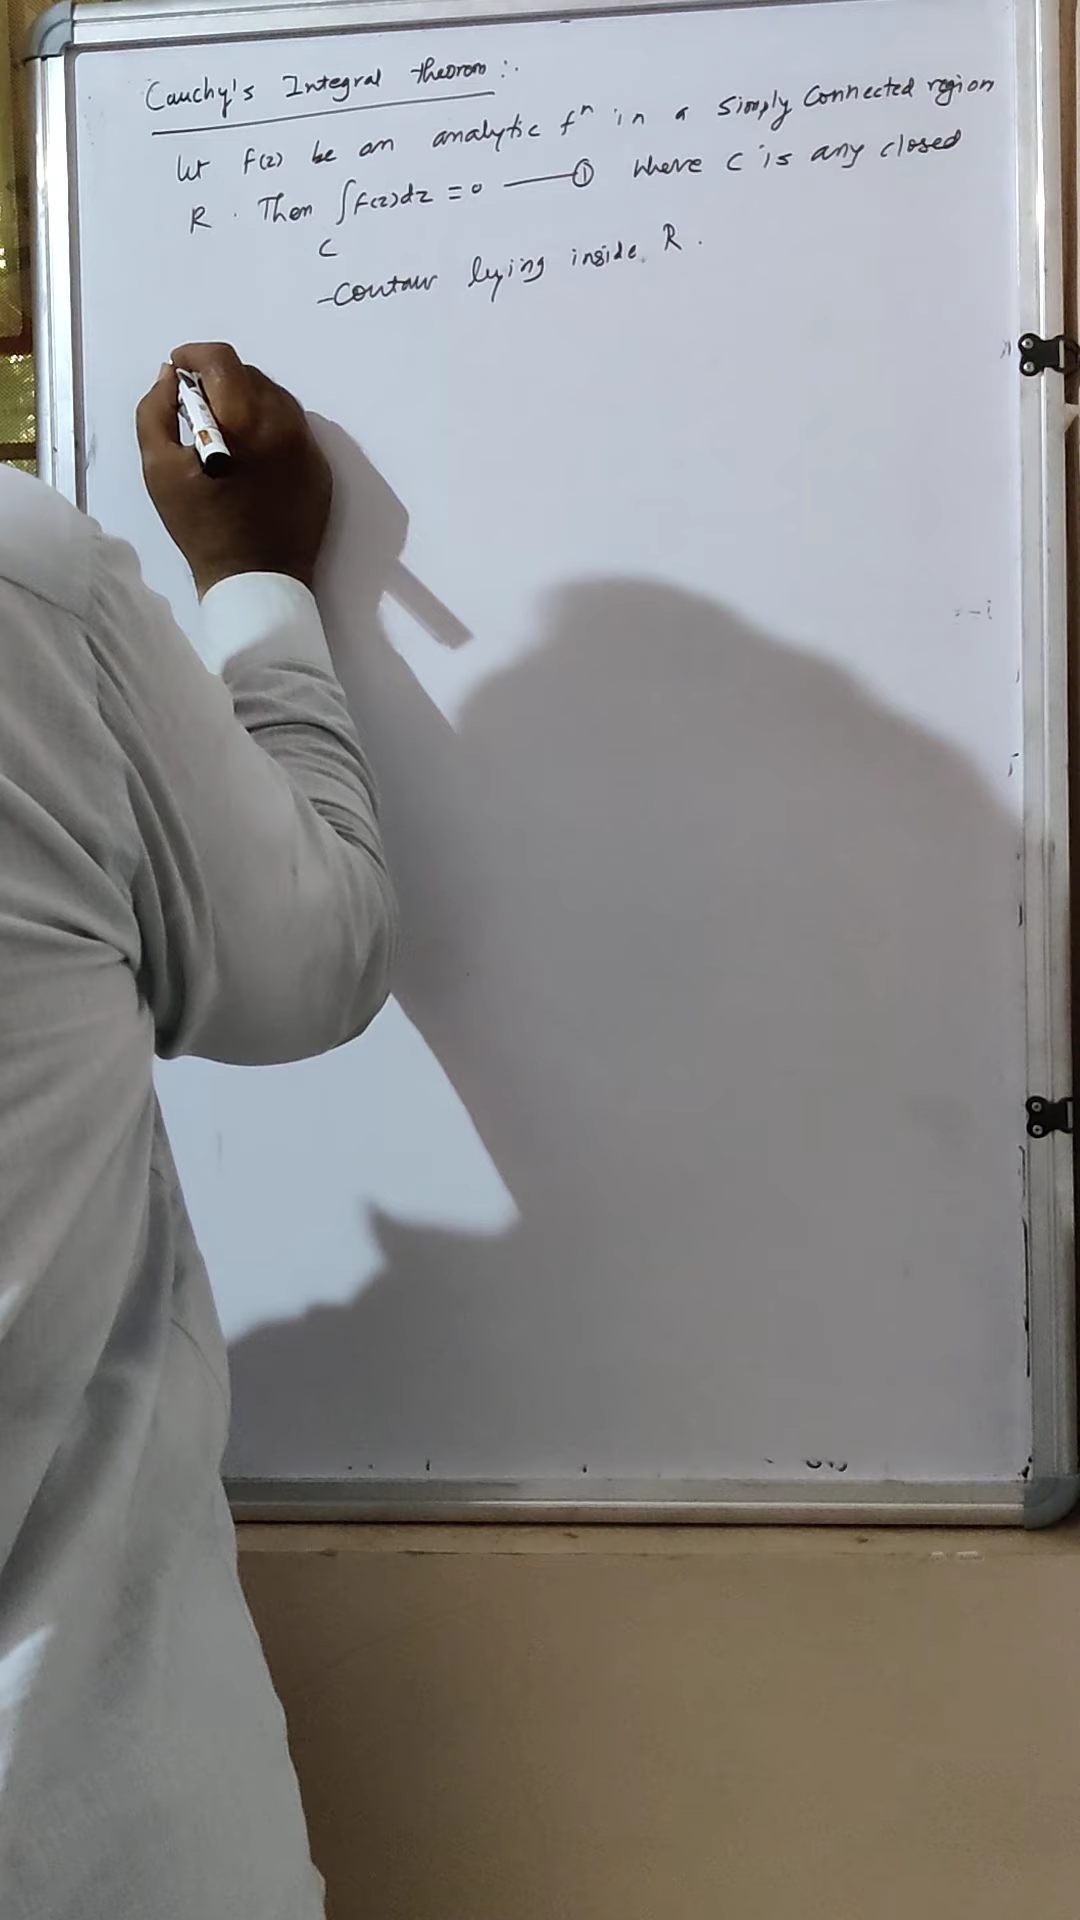 Cauchy's Integral theorem :.
Let f(z) be an analytic fⁿ in a simply connected region
R. Then ∫f(z)dz = 0 —— ① where C is any closed
C
contour lying inside R.